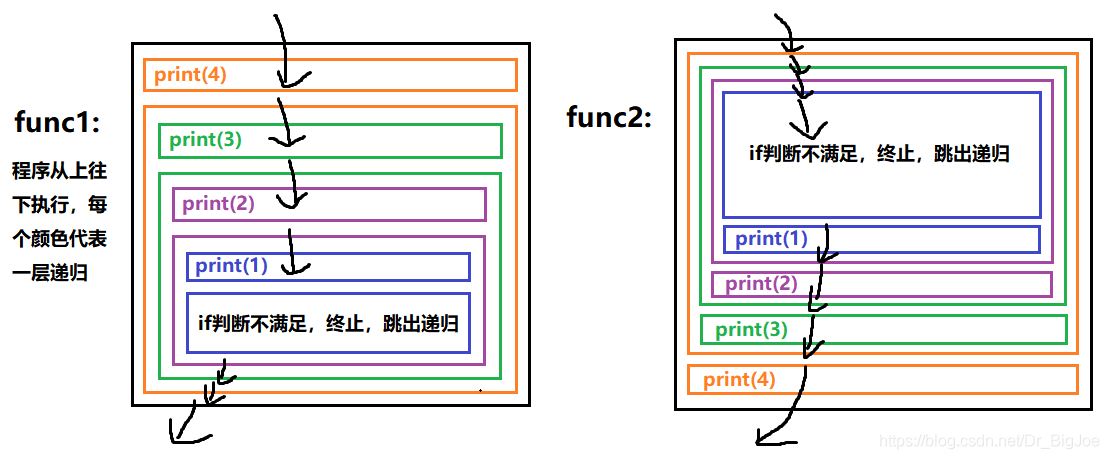 func1:
程序从上往
下执行，每
个颜色代表
一层递归
print(4)
print(3)
print(2)
print(1)
if判断不满足，终止，跳出递归
func2:
if判断不满足，终止，跳出递归
print(1)
print(2)
print(3)
print(4)
https://blog.csdn.net/Dr_BigJoe